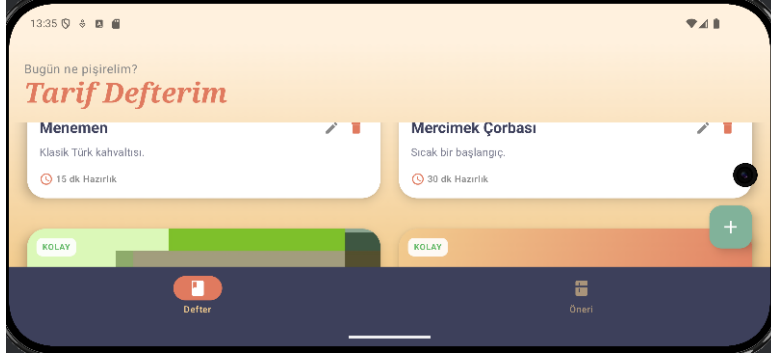 13:35
Bugün ne pişirelim?
Tarif Defterim
Menemen
Klasik Türk kahvaltısı.
15 dk Hazırlık
Mercimek Çorbası
Sıcak bir başlangıç.
30 dk Hazırlık
KOLAY
KOLAY
+
Defter
Öneri